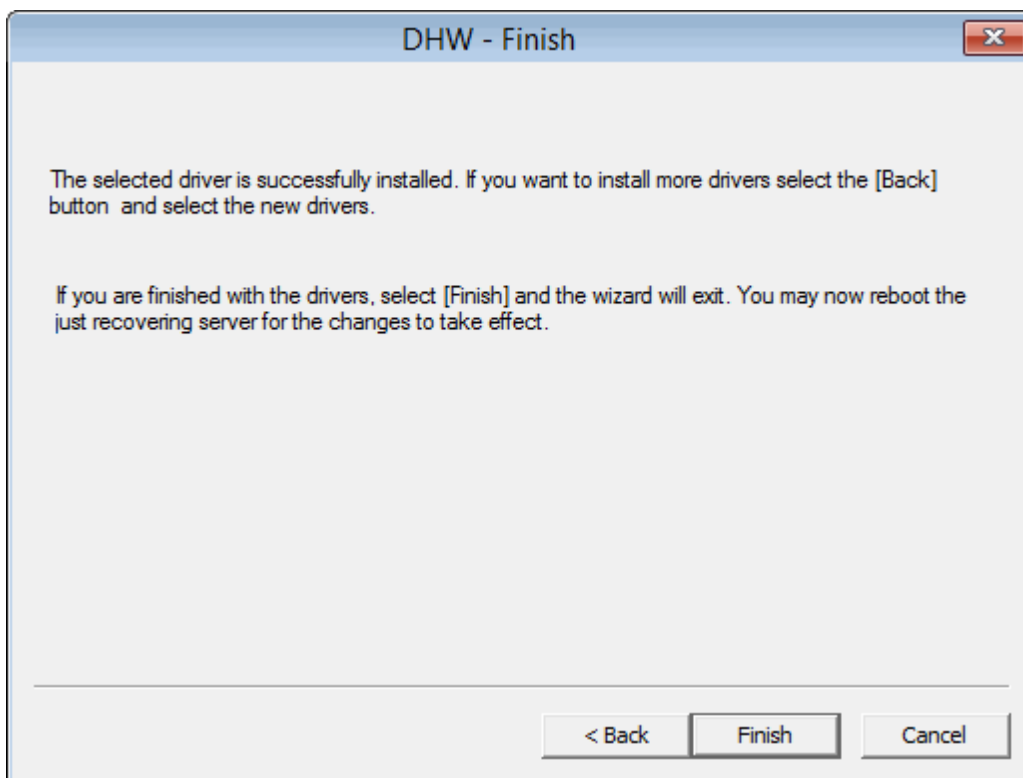 DHW - Finish
The selected driver is successfully installed. If you want to install more drivers select the [Back]
button  and select the new drivers.
If you are finished with the drivers, select [Finish] and the wizard will exit. You may now reboot the
just recovering server for the changes to take effect.
< Back
Finish
Cancel